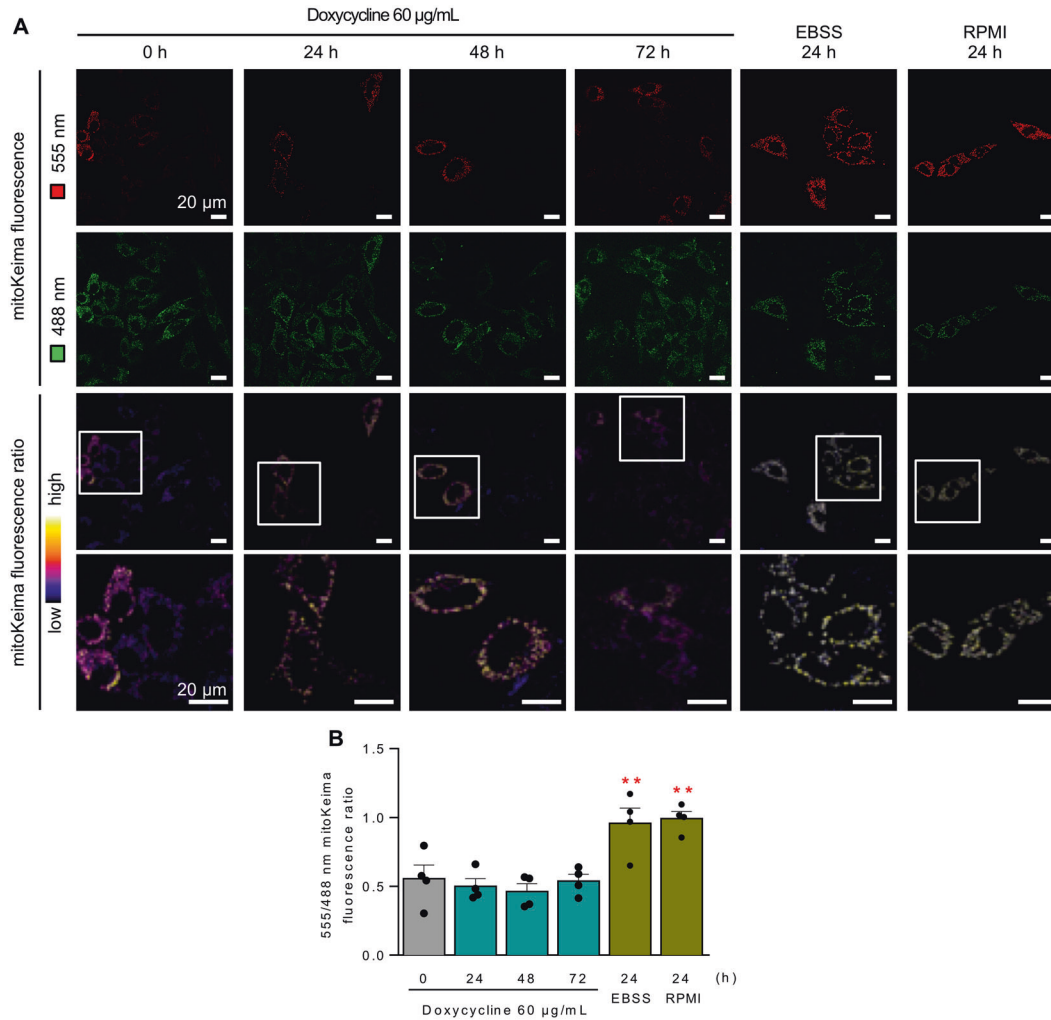 A
Doxycycline 60 µg/mL
EBSS
RPMI
0 h
24 h
48 h
72 h
24 h
24 h
mitoKeima fluorescence
555 nm
488 nm
20 µm
mitoKeima fluorescence ratio
high
low
20 µm
B
555/488 nm mitoKeima
fluorescence ratio
1.5
1.0
0.5
0.0
**
**
0 24 48 72 24 24 (h)
EBSS RPMI
Doxycycline 60 µg/mL